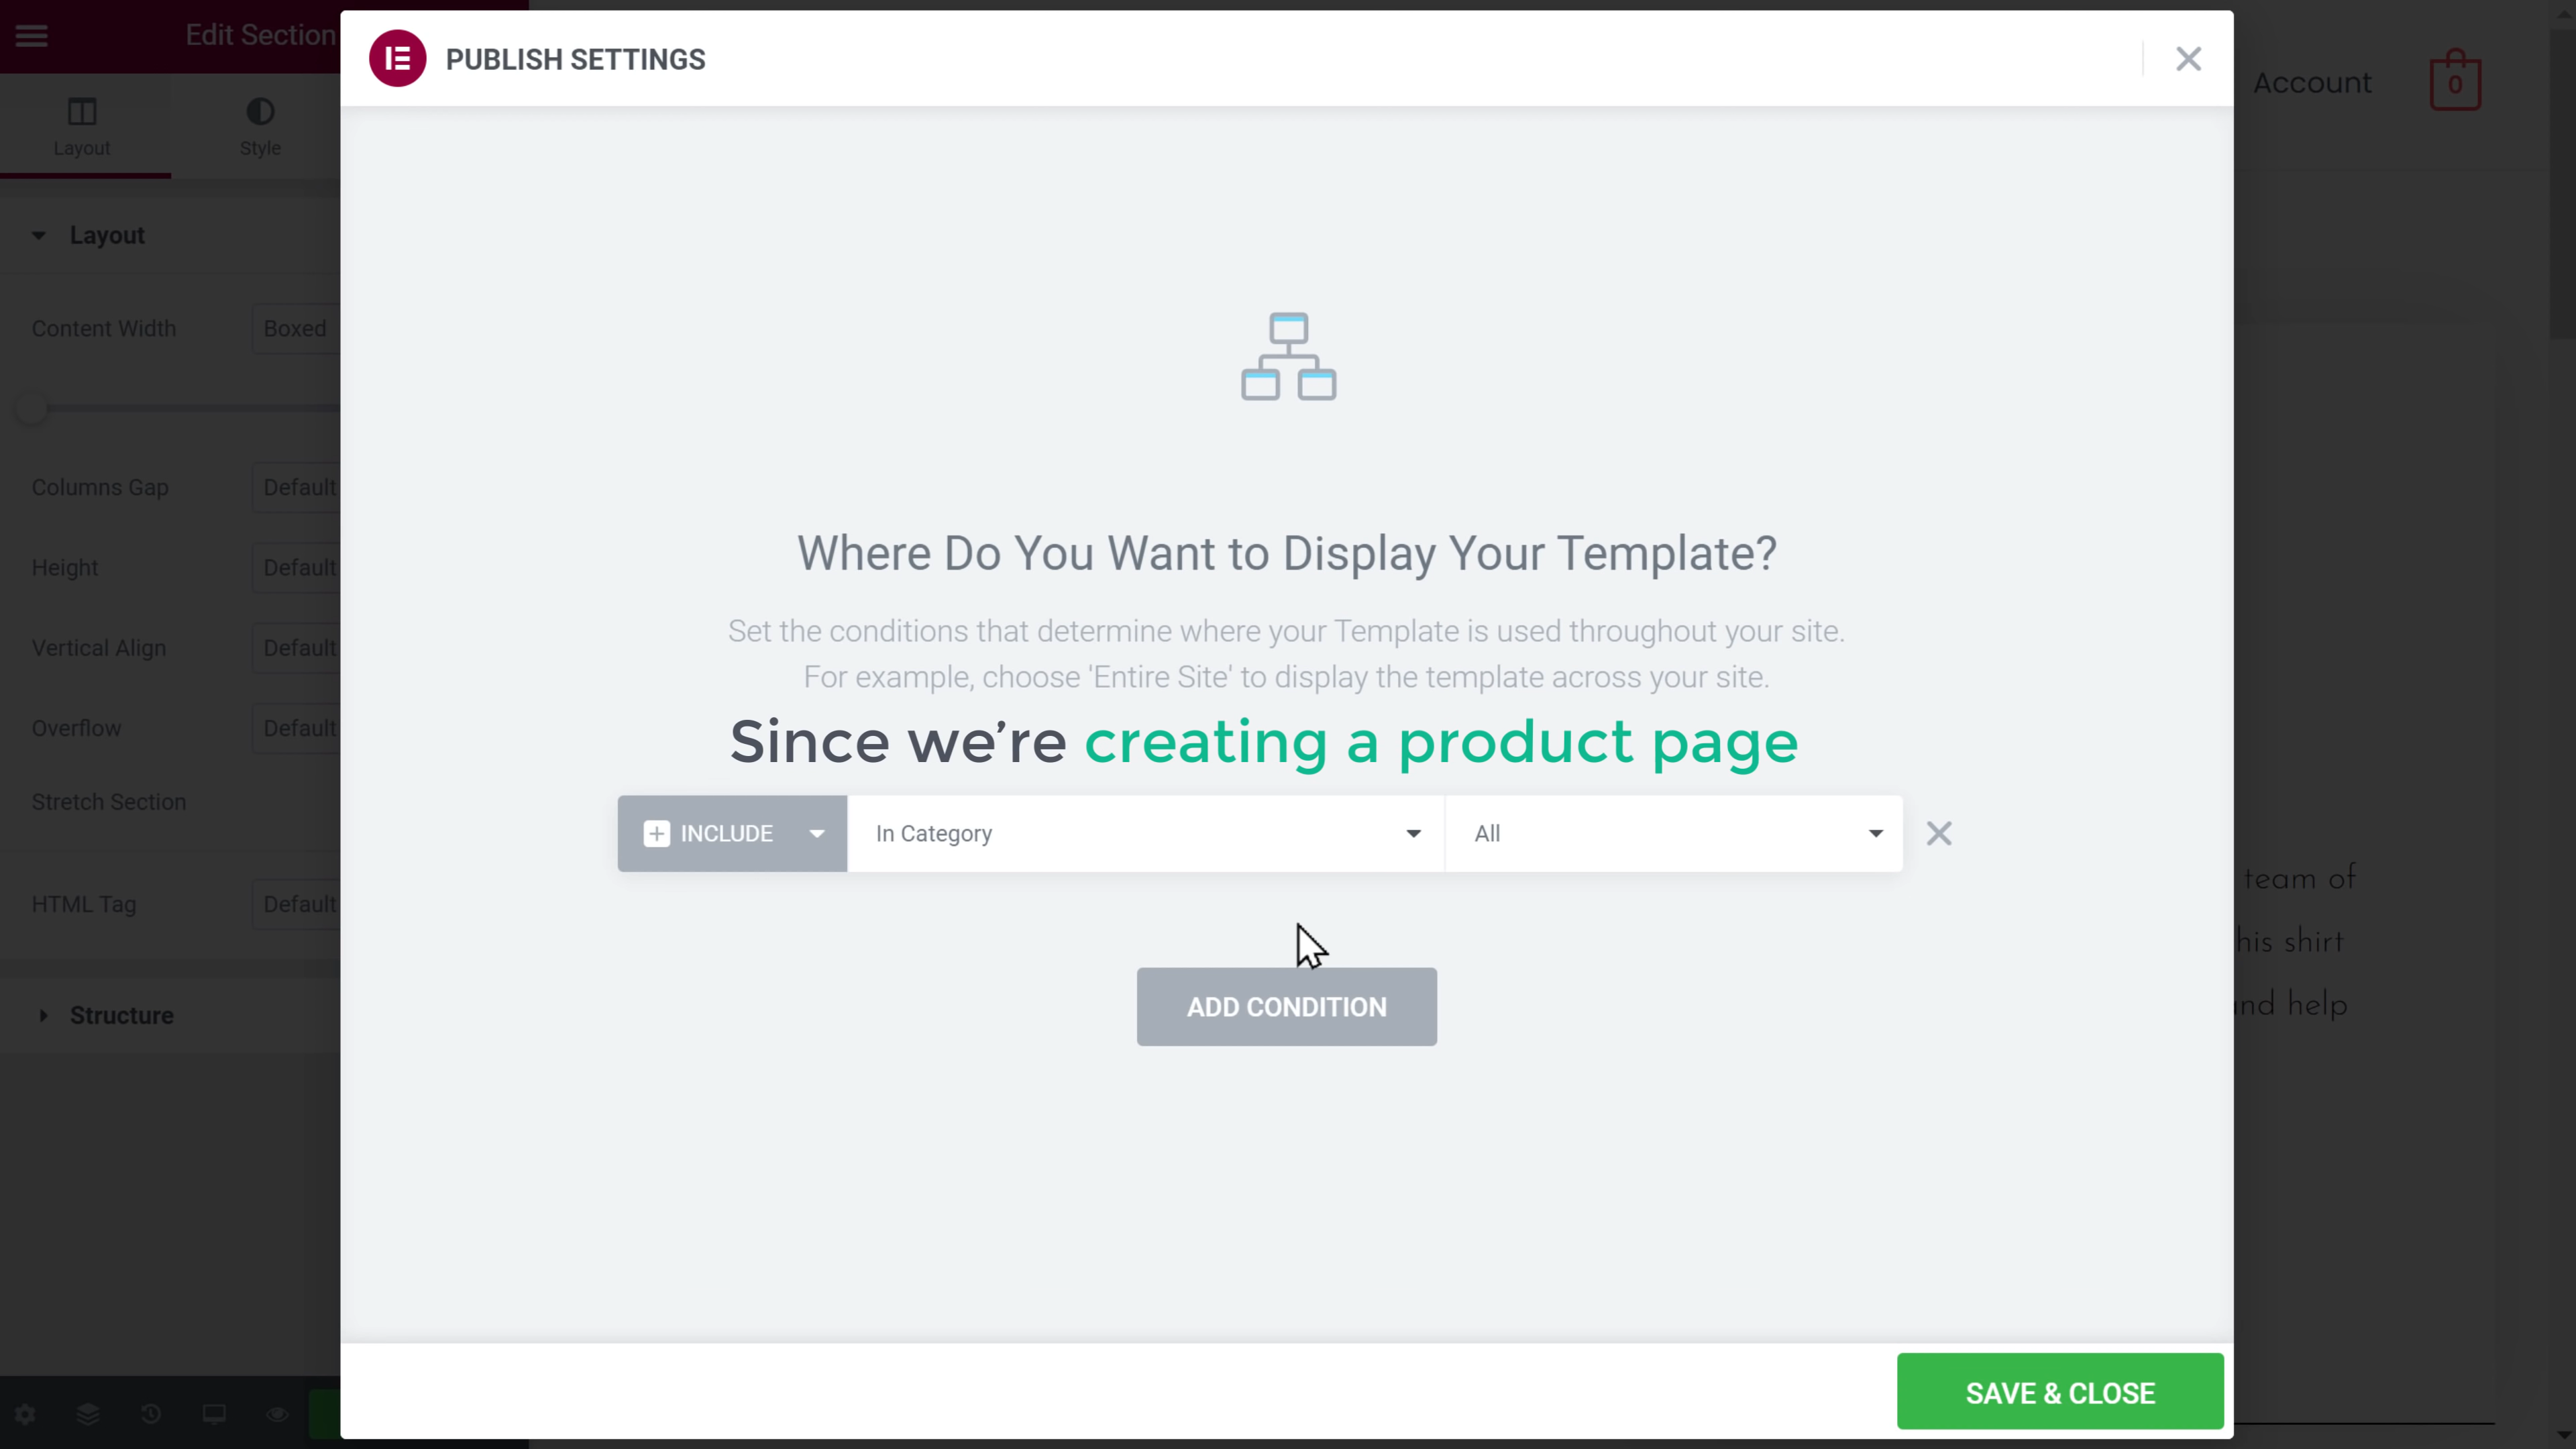 Edit Section
Layout
Style
Layout
Content Width
Boxed
Columns Gap
Default
Height
Default
Vertical Align
Default
Overflow
Default
Stretch Section
HTML Tag
Default
Structure
PUBLISH SETTINGS
Where Do You Want to Display Your Template?
Set the conditions that determine where your Template is used throughout your site.
For example, choose 'Entire Site' to display the template across your site.
Since we're creating a product page
INCLUDE
In Category
All
ADD CONDITION
SAVE & CLOSE
Account
0
team of
his shirt
and help